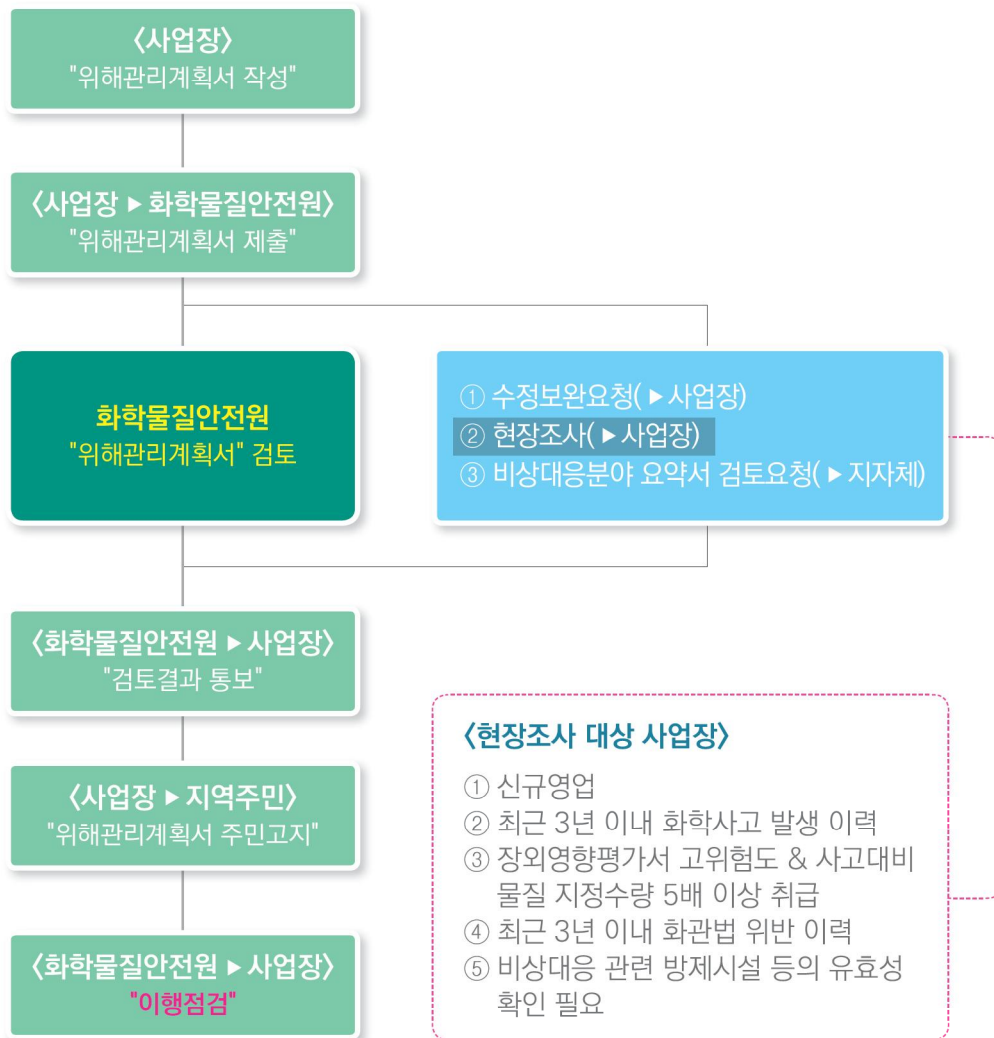 〈사업장〉
"위해관리계획서 작성"
〈사업장 ▶ 화학물질안전원〉
"위해관리계획서 제출"
화학물질안전원
"위해관리계획서" 검토
① 수정보완요청( ▶ 사업장)
② 현장조사( ▶ 사업장)
③ 비상대응분야 요약서 검토요청( ▶ 지자체)
〈화학물질안전원 ▶ 사업장〉
"검토결과 통보"
〈사업장 ▶ 지역주민〉
"위해관리계획서 주민고지"
〈화학물질안전원 ▶ 사업장〉
"이행점검"
〈현장조사 대상 사업장〉
① 신규영업
② 최근 3년 이내 화학사고 발생 이력
③ 장외영향평가서 고위험도 & 사고대비
물질 지정수량 5배 이상 취급
④ 최근 3년 이내 화관법 위반 이력
⑤ 비상대응 관련 방제시설 등의 유효성
확인 필요